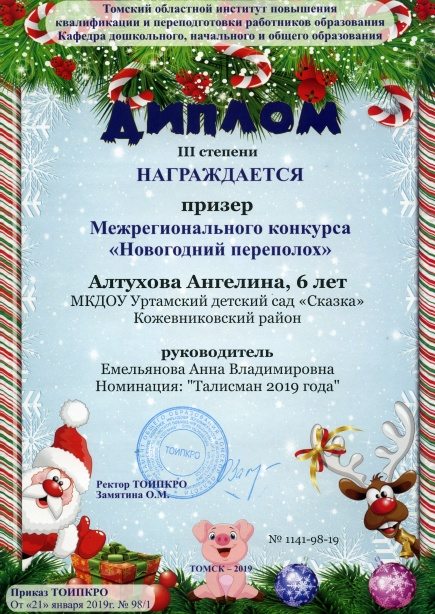 Томский областной институт повышения
квалификации и переподготовки работников образования
Кафедра дошкольного, начального и общего образования
ДИПЛОМ
III степени
НАГРАЖДАЕТСЯ
призер
Межрегионального конкурса
«Новогодний переполох»
Алтухова Ангелина, 6 лет
МКДОУ Уртамский детский сад «Сказка»
Кожевниковский район
руководитель
Емельянова Анна Владимировна
Номинация: "Талисман 2019 года"
ТОИПКРО
Ректор ТОИПКРО
Замятина О.М.
№ 1141-98-19
ТОМСК – 2019
Приказ ТОИПКРО
От «21» января 2019г. № 98/1